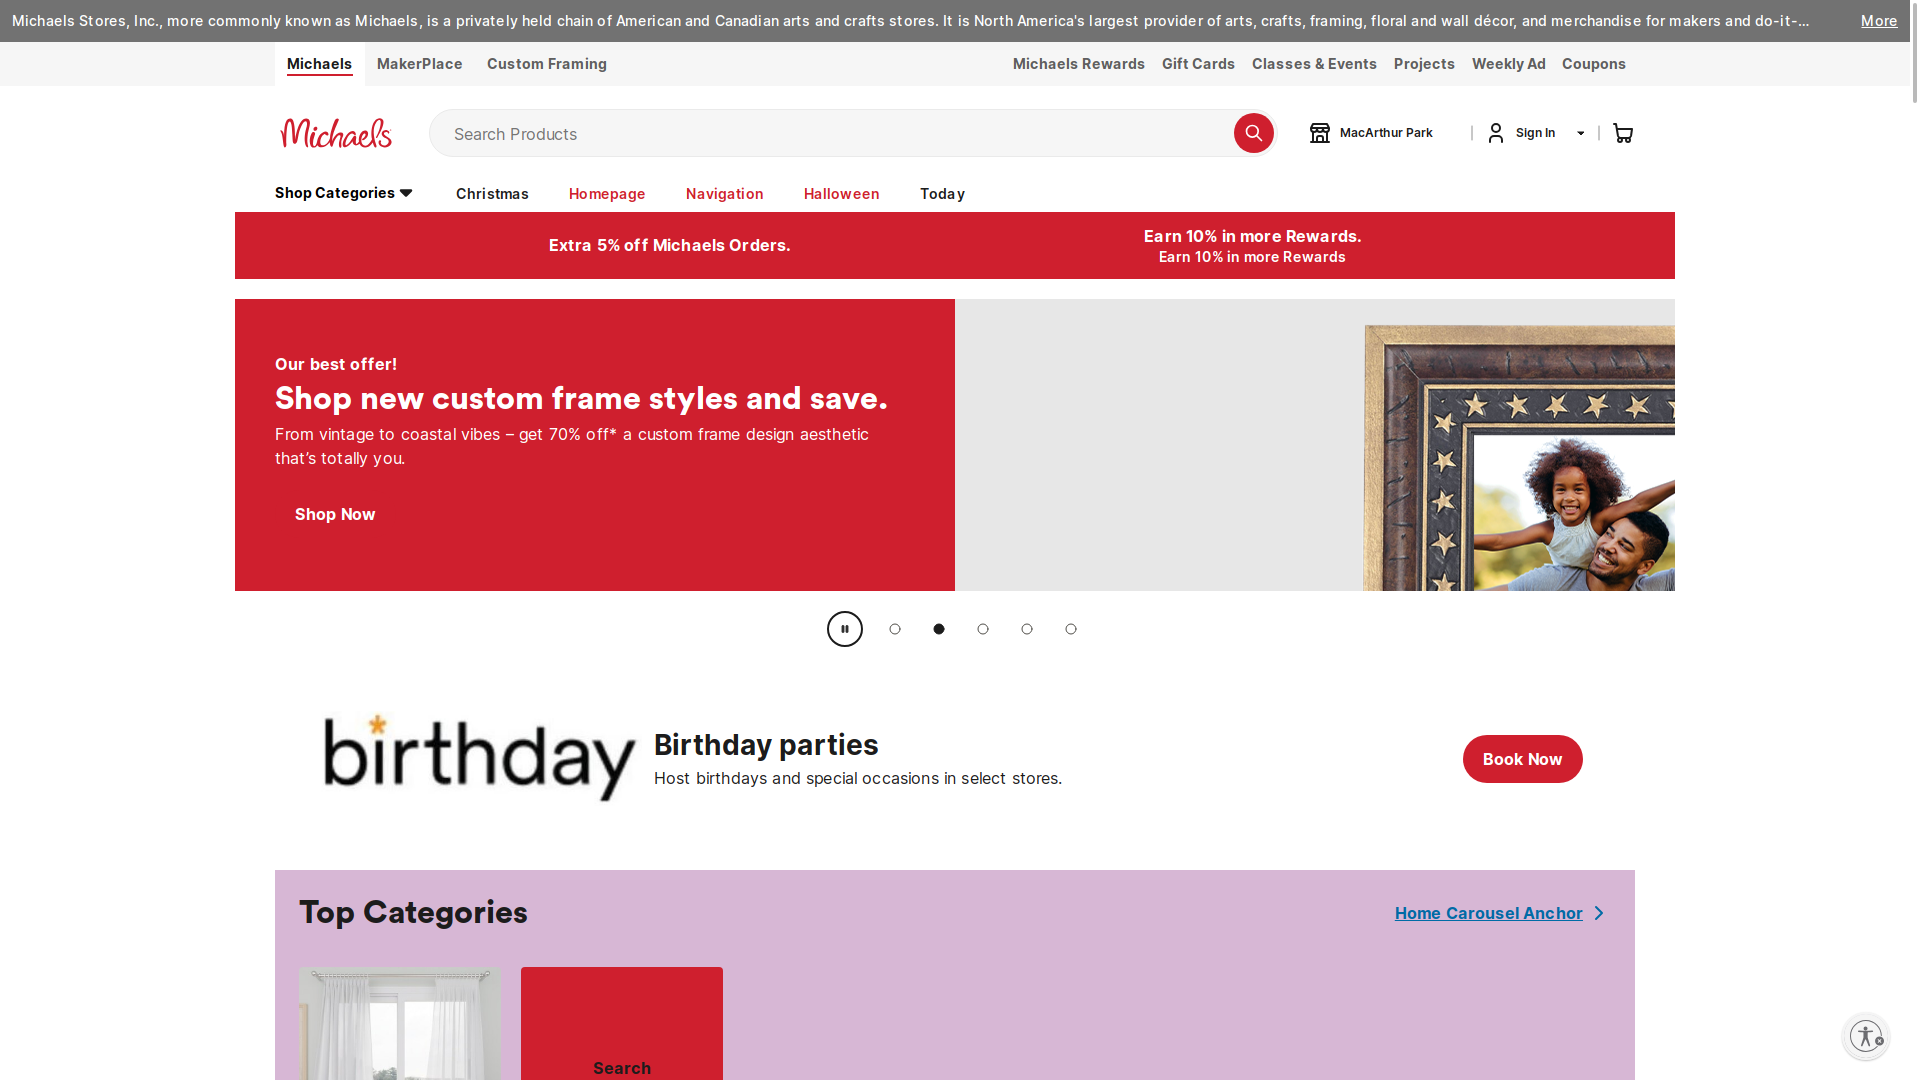 Michaels Stores, Inc., more commonly known as Michaels, is a privately held chain of American and Canadian arts and crafts stores. It is North America's largest provider of arts, crafts, framing, floral and wall décor, and merchandise for makers and do-it-...
More
Michaels
MakerPlace
Custom Framing
Michaels Rewards
Gift Cards
Classes & Events
Projects
Weekly Ad
Coupons
Michaels
Search Products
MacArthur Park
Sign In
Shop Categories
Christmas
Homepage
Navigation
Halloween
Today
Extra 5% off Michaels Orders.
Earn 10% in more Rewards.
Earn 10% in more Rewards
Our best offer!
Shop new custom frame styles and save.
From vintage to coastal vibes – get 70% off* a custom frame design aesthetic
that’s totally you.
Shop Now
birthday
Birthday parties
Host birthdays and special occasions in select stores.
Book Now
Top Categories
Home Carousel Anchor
Search